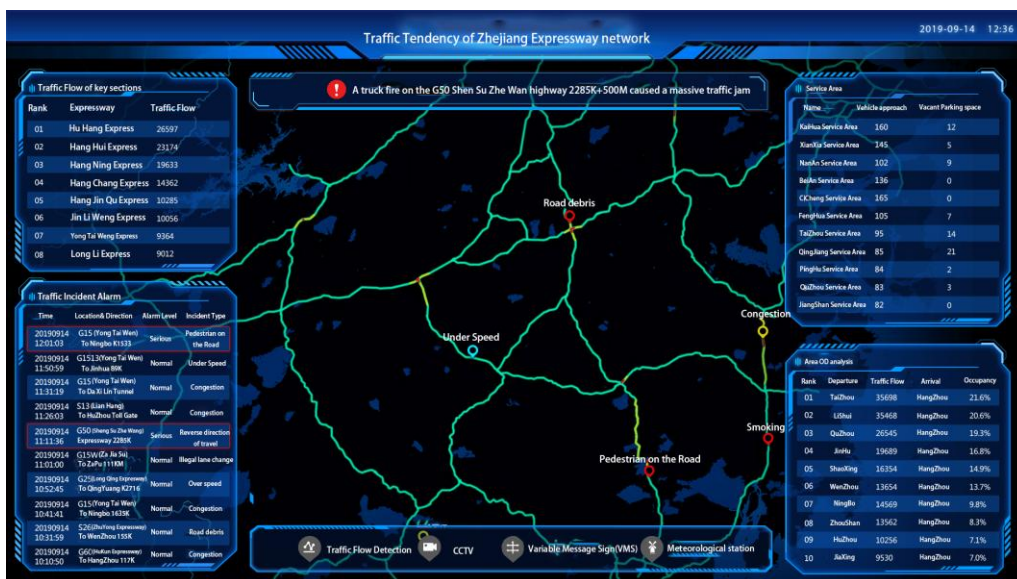 2019-09-14 12:36
Traffic Tendency of Zhejiang Expressway network
A truck fire on the G50 Shen Su Zhe Wan highway 2285K+500M caused a massive traffic jam
Traffic Flow of key sections
Rank Expressway Traffic Flow
01 Hu Hang Express 26597
02 Hang Hui Express 23174
03 Hang Ning Express 19633
04 Hang Chang Express 14362
05 Hang Jin Qu Express 10285
06 Jin Li Weng Express 10056
07 Yong Tai Weng Express 9364
08 Long Li Express 9012
Traffic Incident Alarm
Time Location& Direction Alarm Level Incident Type
20190914 G15 (Yong Tai Wen) Serious Pedestrian on
12:01:03 To Ningbo K1533 the Road
20190914 G1513(Yong Tai Wen) Normal Under Speed
11:50:59 To Jinhua 89K
20190914 G15(Yong Tai Wen) Normal Congestion
11:31:19 To Da Xi Lin Tunnel
20190914 S13 (Lian Hang) Normal Congestion
11:26:03 To HuZhou Toll Gate
20190914 G50 (Sheng Su Zhe Wang) Serious Reverse direction
11:11:36 Expressway 2285K of travel
20190914 G15W(Za Jia Su) Normal Illegal lane change
11:01:00 To ZaPu 111KM
20190914 G25(Long Qing Expressway) Normal Over speed
10:52:45 To QingYuang K2716
20190914 G15(Yong Tai Wen) Normal Congestion
10:41:41 To Ningbo 1635K
20190914 S26(ZhuYong Expressway) Normal Road debris
10:31:59 To WenZhou 155K
20190914 G60(HuKun Expressway) Normal Congestion
10:10:50 To HangZhou 117K
Road debris
Congestion
Under Speed
Smoking
Pedestrian on the Road
Traffic Flow Detection CCTV Variable Message Sign(VMS) Meteorological station
Service Area
Name Vehicle approach Vacant Parking space
KaiHua Service Area 160 12
XianXia Service Area 145 5
NanAn Service Area 102 9
BeiAn Service Area 136 0
CiCheng Service Area 165 0
FengHua Service Area 105 7
TaiZhou Service Area 95 14
QingJiang Service Area 85 21
PingHu Service Area 84 2
QuZhou Service Area 83 3
JiangShan Service Area 82 0
Area OD analysis
Rank Departure Traffic Flow Arrival Occupancy
01 TaiZhou 35698 HangZhou 21.6%
02 LiShui 35468 HangZhou 20.6%
03 QuZhou 26545 HangZhou 19.3%
04 JinHu 19689 HangZhou 16.8%
05 ShaoXing 16354 HangZhou 14.9%
06 WenZhou 13654 HangZhou 13.7%
07 NingBo 14569 HangZhou 9.8%
08 ZhouShan 13562 HangZhou 8.3%
09 HuZhou 10256 HangZhou 7.1%
10 JiaXing 9530 HangZhou 7.0%